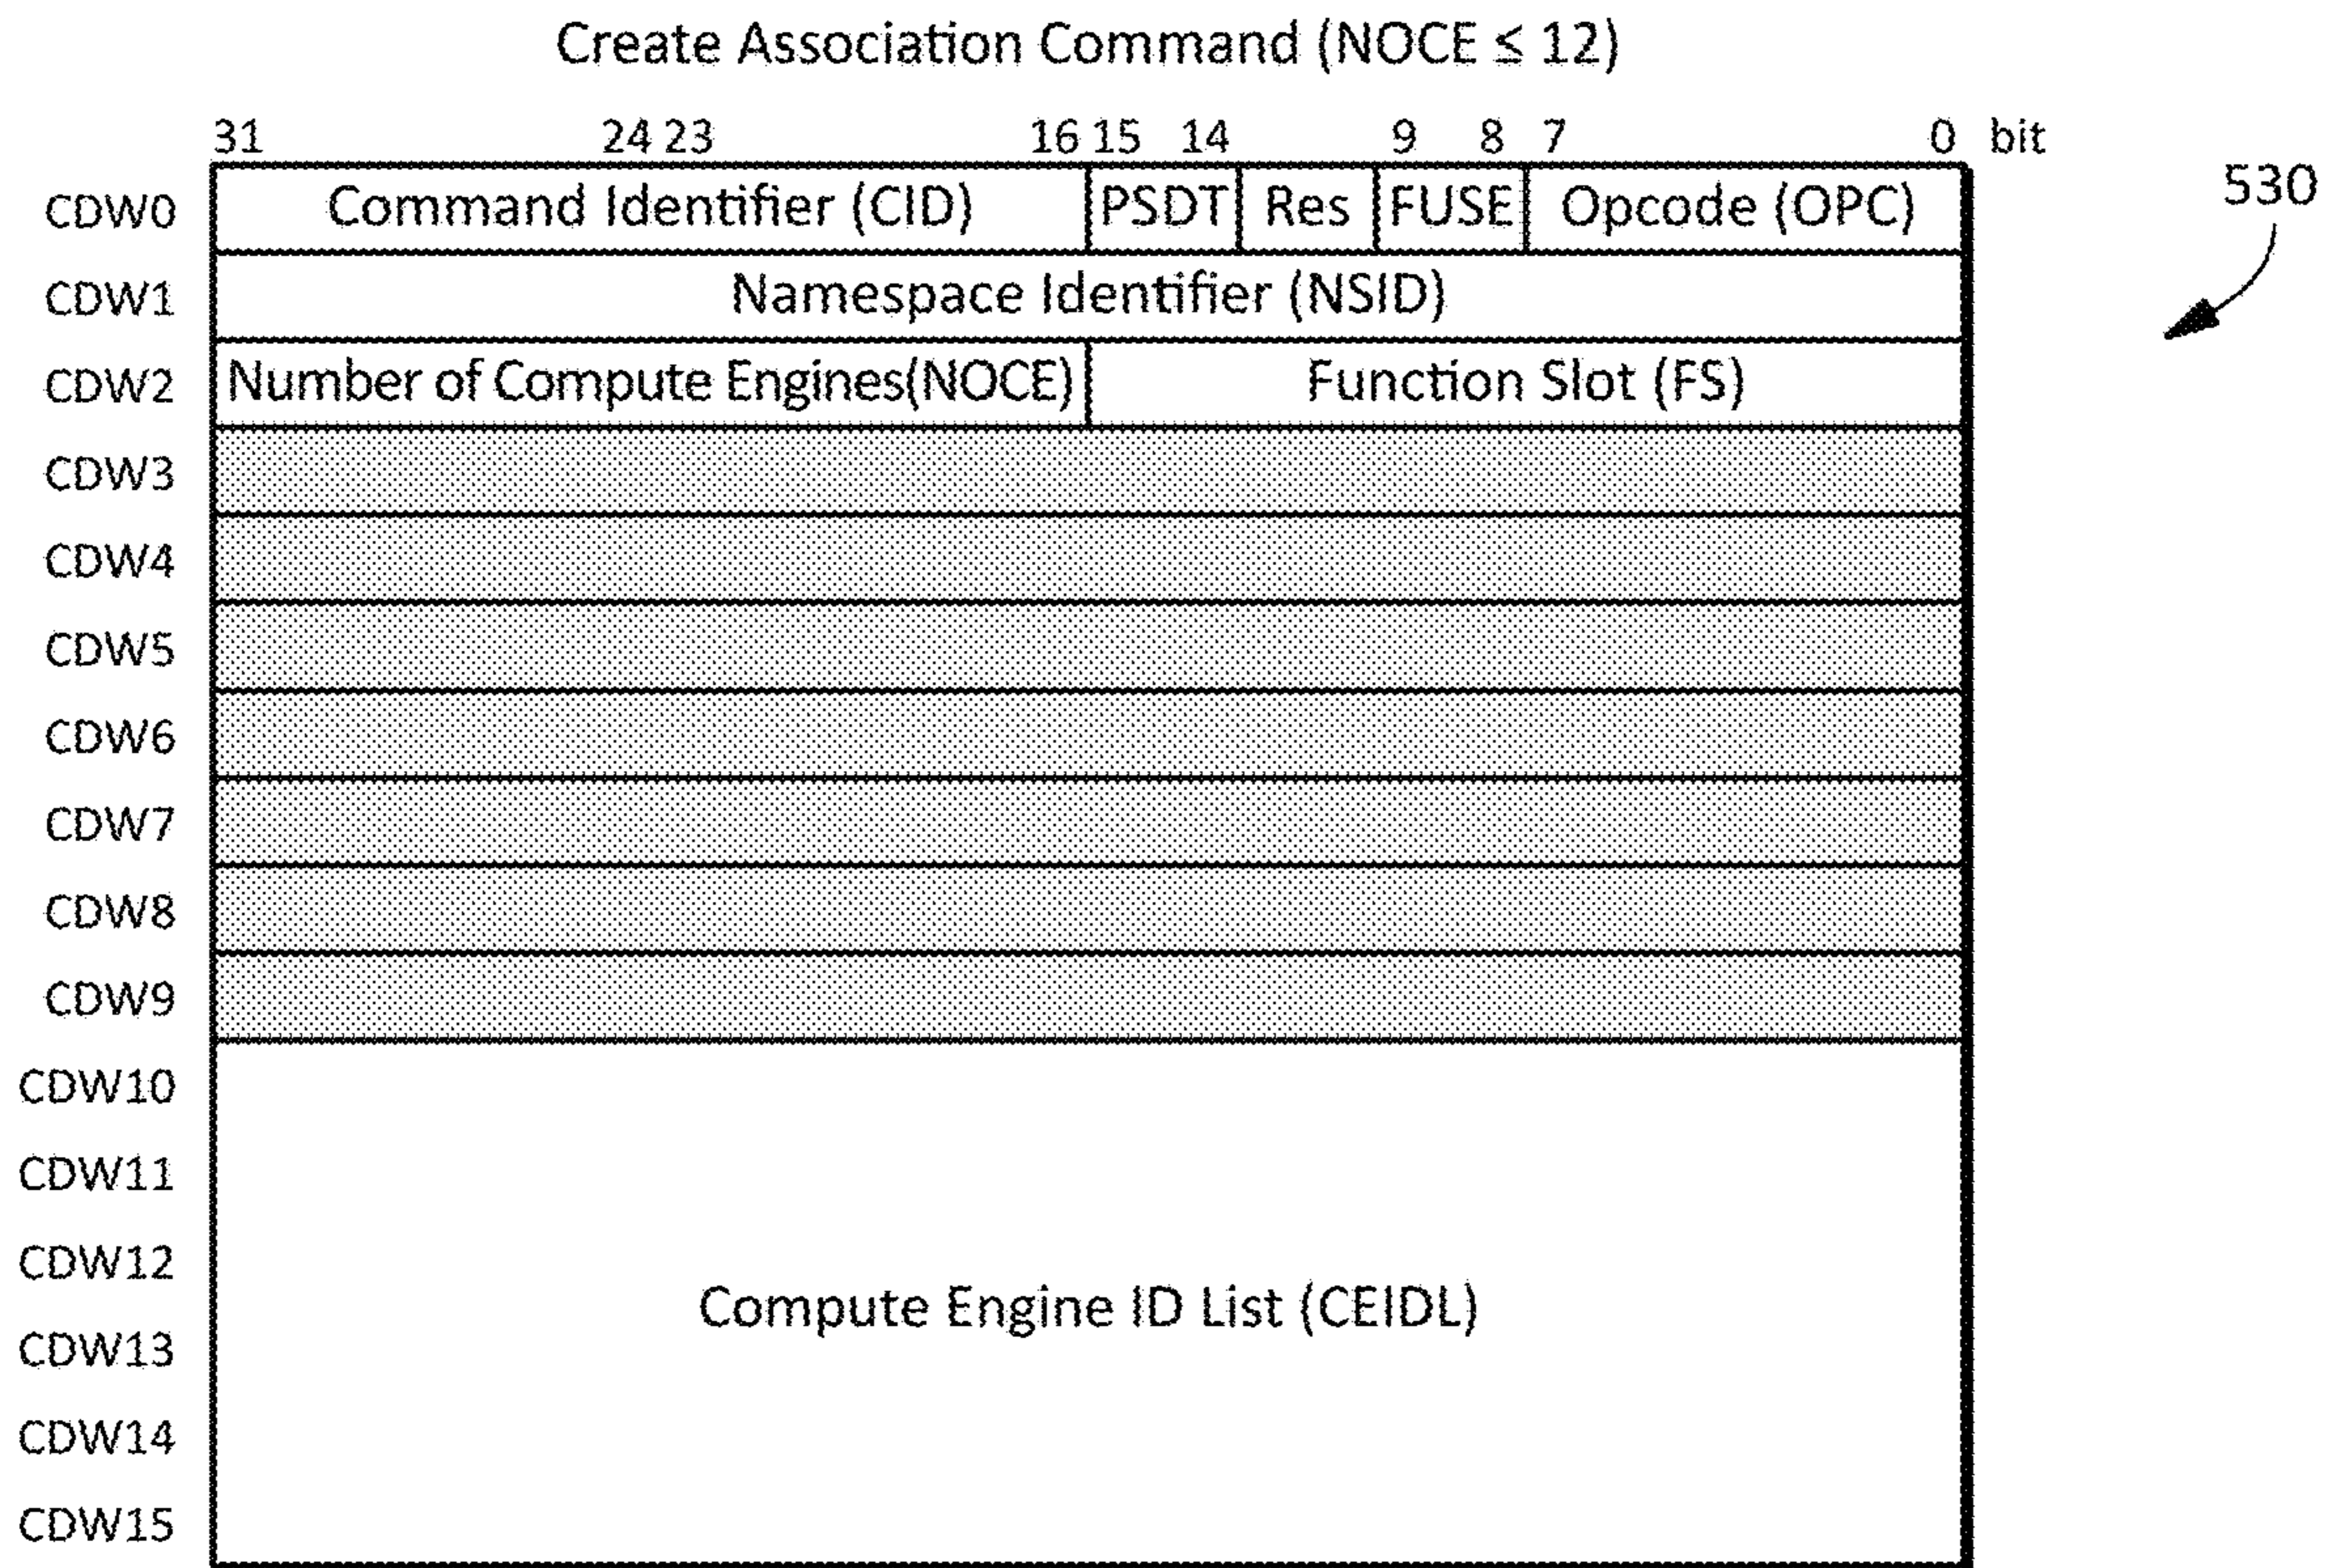 Create Association Command (NOCE ≤ 12)
31 24 23 16 15 14 9 8 7 0 bit
CDW0 Command Identifier (CID) PSDT Res FUSE Opcode (OPC)
530
CDW1 Namespace Identifier (NSID)
CDW2 Number of Compute Engines(NOCE) Function Slot (FS)
CDW3
CDW4
CDW5
CDW6
CDW7
CDW8
CDW9
CDW10
CDW11
CDW12
Compute Engine ID List (CEIDL)
CDW13
CDW14
CDW15